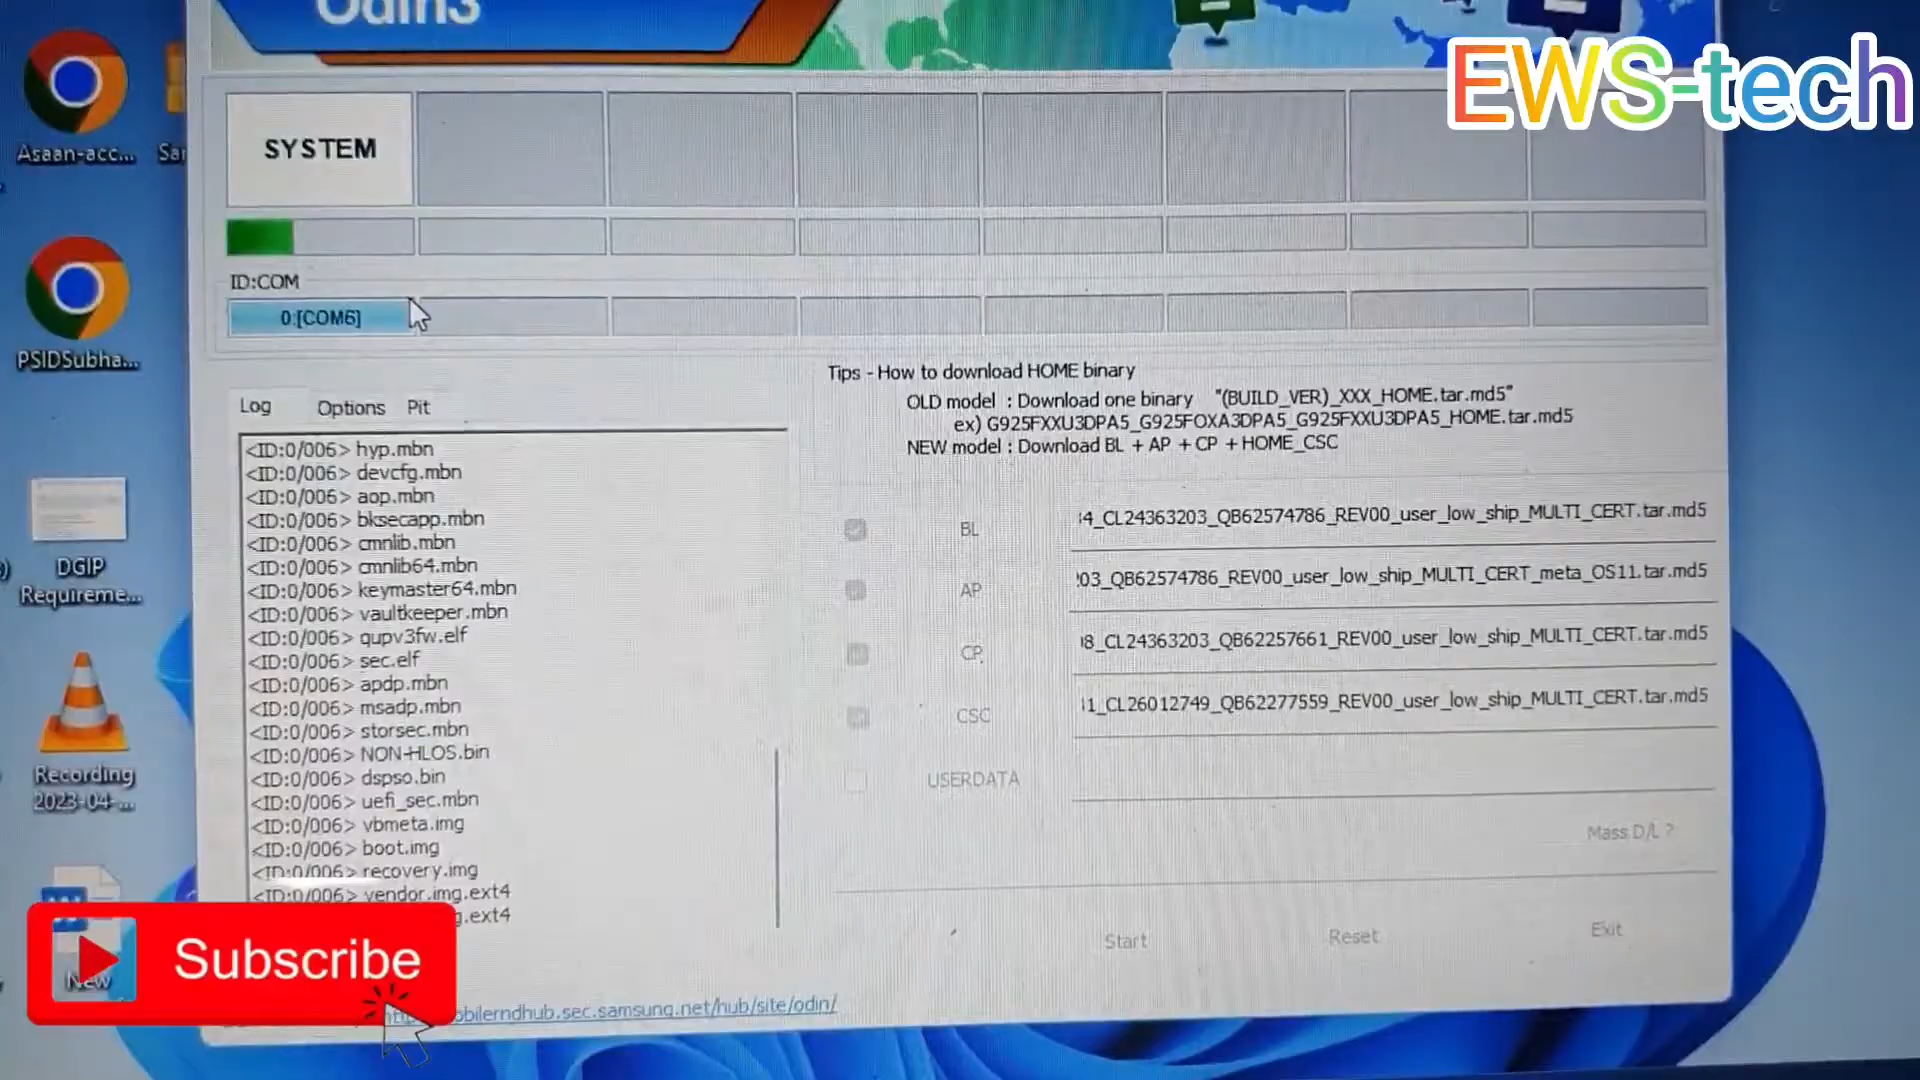 Odin3
EWS-tech
Asaan-acc...
SYSTEM
ID:COM
0:[COM6]
PSIDSubha...
Tips - How to download HOME binary
OLD model : Download one binary "(BUILD_VER)_XXX_HOME.tar.md5"
ex) G925FXXU3DPA5_G925FOXA3DPA5_G925FXXU3DPA5_HOME.tar.md5
NEW model : Download BL + AP + CP + HOME_CSC
Log
Options
Pit
<ID:0/006> hyp.mbn
<ID:0/006> devcfg.mbn
<ID:0/006> aop.mbn
<ID:0/006> bksecapp.mbn
<ID:0/006> cmnlib.mbn
<ID:0/006> cmnlib64.mbn
<ID:0/006> keymaster64.mbn
<ID:0/006> vaultkeeper.mbn
<ID:0/006> qupv3fw.elf
<ID:0/006> sec.elf
<ID:0/006> apdp.mbn
<ID:0/006> msadp.mbn
<ID:0/006> storsec.mbn
<ID:0/006> NON-HLOS.bin
<ID:0/006> dspso.bin
<ID:0/006> uefi_sec.mbn
<ID:0/006> vbmeta.img
<ID:0/006> boot.img
<ID:0/006> recovery.img
<ID:0/006> vendor.img.ext4
g.ext4
BL
4_CL24363203_QB62574786_REV00_user_low_ship_MULTI_CERT.tar.md5
AP
03_QB62574786_REV00_user_low_ship_MULTI_CERT_meta_OS11.tar.md5
CP
8_CL24363203_QB62257661_REV00_user_low_ship_MULTI_CERT.tar.md5
CSC
1_CL26012749_QB62277559_REV00_user_low_ship_MULTI_CERT.tar.md5
USERDATA
Mass D/L ?
Start
Reset
Exit
DGIP
Requireme...
Recording
2023-04-...
New
Subscribe
bilerndhub.sec.samsung.net/hub/site/odin/